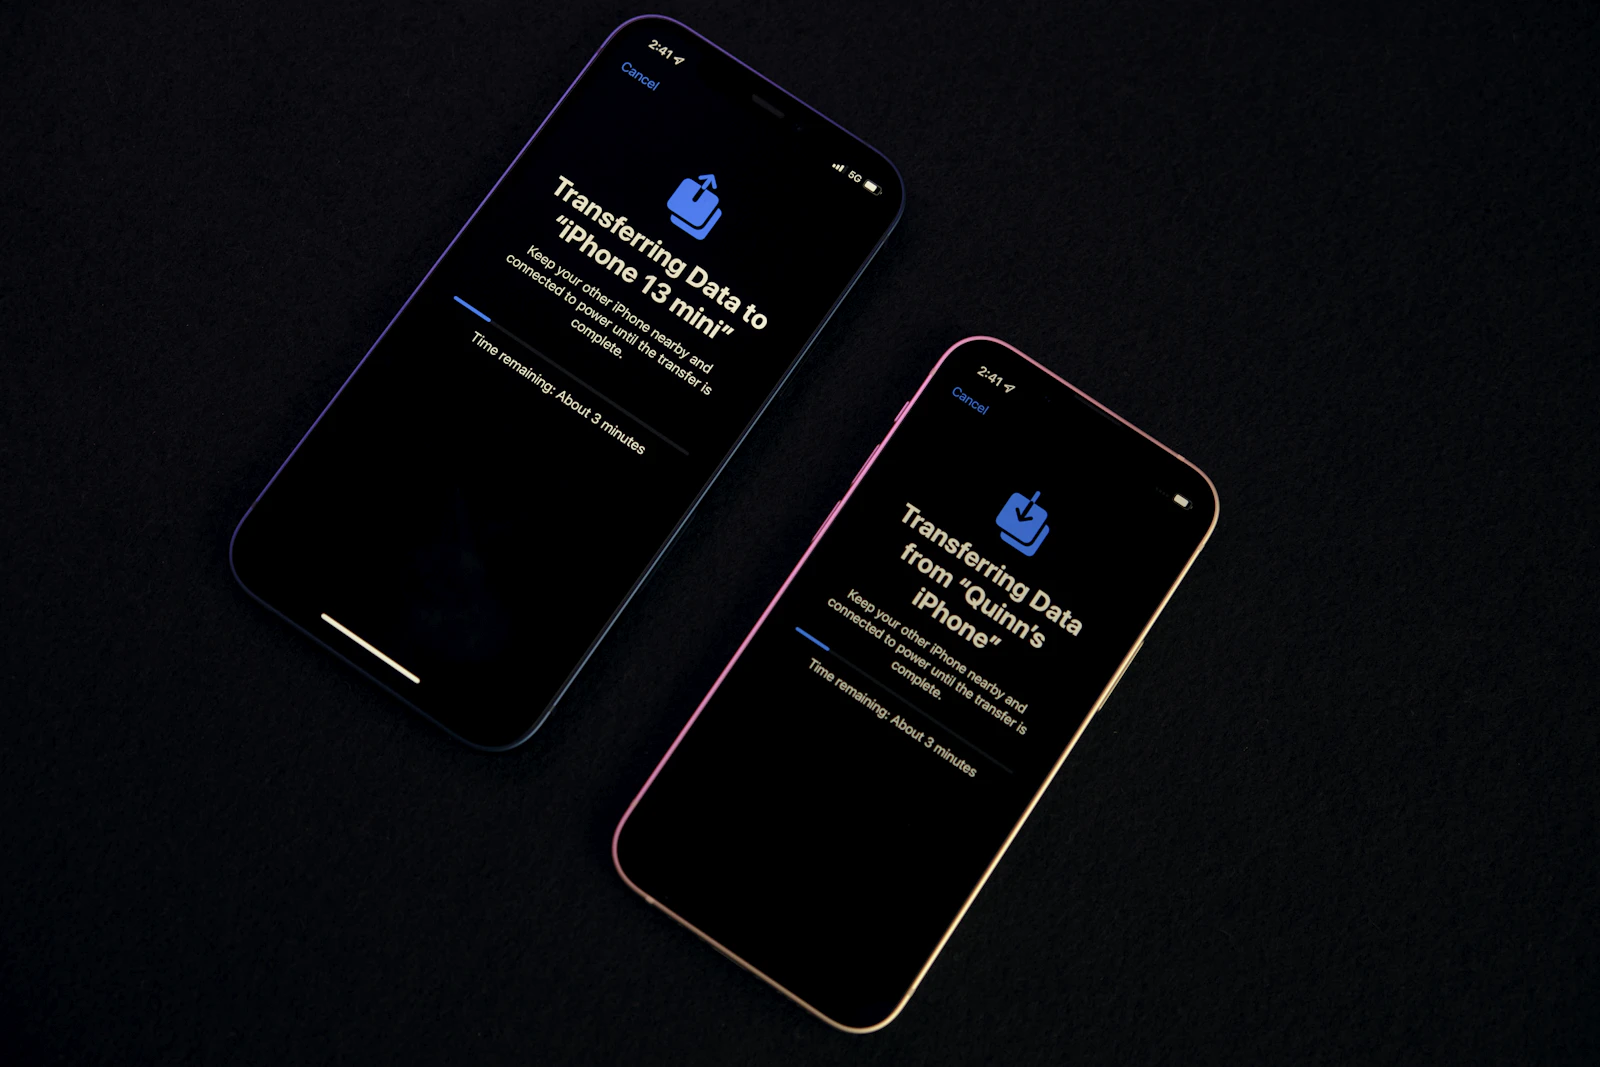 2:41
Cancel
5G
Transferring Data to
“iPhone 13 mini”
Keep your other iPhone nearby and
connected to power until the transfer is
complete.
Time remaining: About 3 minutes
2:41
Cancel
Transferring Data
from “Quinn’s
iPhone”
Keep your other iPhone nearby and
connected to power until the transfer is
complete.
Time remaining: About 3 minutes